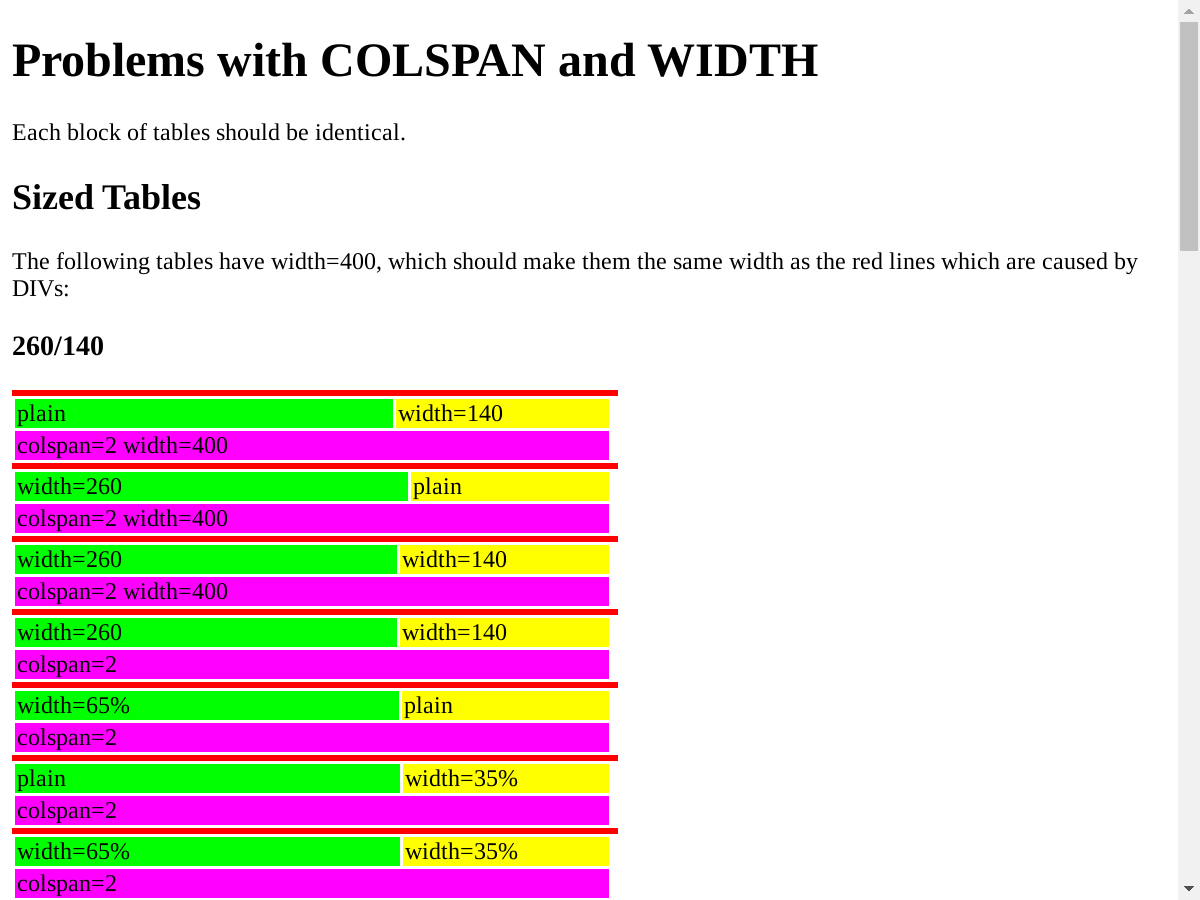 Problems with COLSPAN and WIDTH
Each block of tables should be identical.
Sized Tables
The following tables have width=400, which should make them the same width as the red lines which are caused by
DIVs:
260/140
plain width=140
colspan=2 width=400
width=260 plain
colspan=2 width=400
width=260 width=140
colspan=2 width=400
width=260 width=140
colspan=2
width=65% plain
colspan=2
plain width=35%
colspan=2
width=65% width=35%
colspan=2